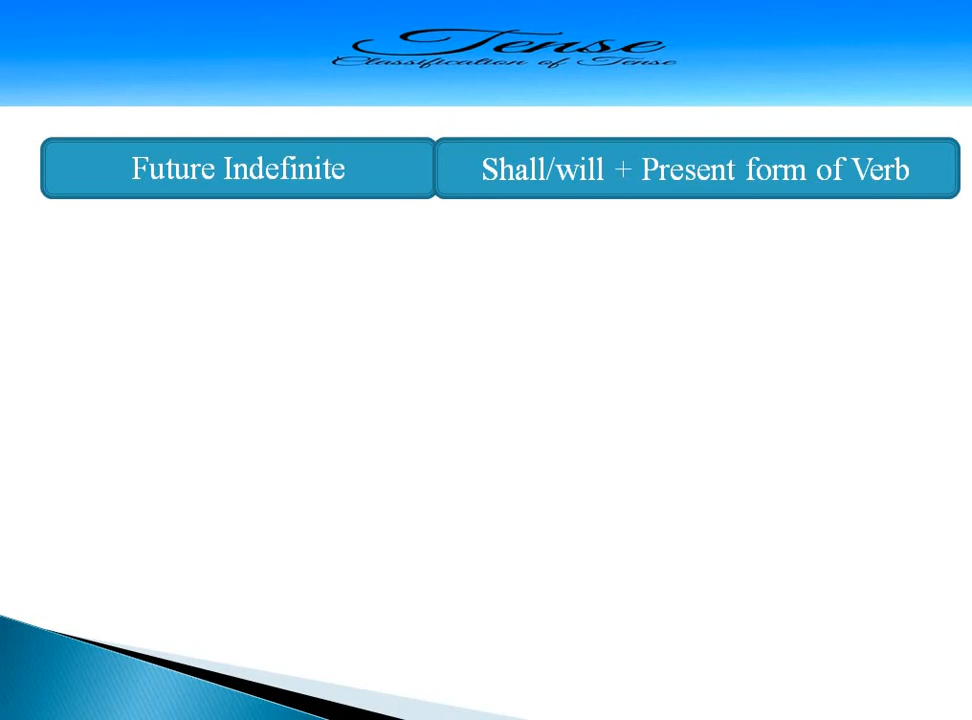 Tense
Classification of Tense
Future Indefinite
Shall/will + Present form of Verb